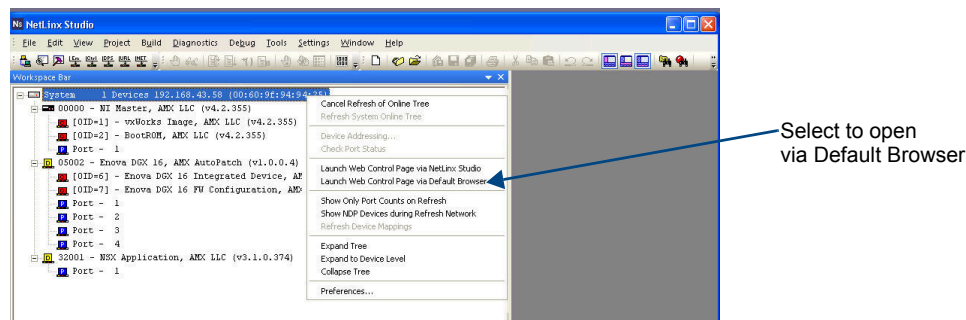 Ns NetLinx Studio
File Edit View Project Build Diagnostics Debug Tools Settings Window Help
Workspace Bar
System 1 Devices 192.168.43.58 (00:60:9f:94:94:25)
00000 - NI Master, AMX LLC (v4.2.355)
[OID=1] - vxWorks Image, AMX LLC (v4.2.355)
[OID=2] - BootROM, AMX LLC (v4.2.355)
Port - 1
05002 - Enova DGX 16, AMX AutoPatch (v1.0.0.4)
[OID=6] - Enova DGX 16 Integrated Device, AM
[OID=7] - Enova DGX 16 FW Configuration, AMX
Port - 1
Port - 2
Port - 3
Port - 4
32001 - NSX Application, AMX LLC (v3.1.0.374)
Port - 1
Cancel Refresh of Online Tree
Refresh System Online Tree
Device Addressing...
Check Port Status
Launch Web Control Page via NetLinx Studio
Launch Web Control Page via Default Browser
Show Only Port Counts on Refresh
Show NDP Devices during Refresh Network
Refresh Device Mappings
Expand Tree
Expand to Device Level
Collapse Tree
Preferences...
Select to open
via Default Browser